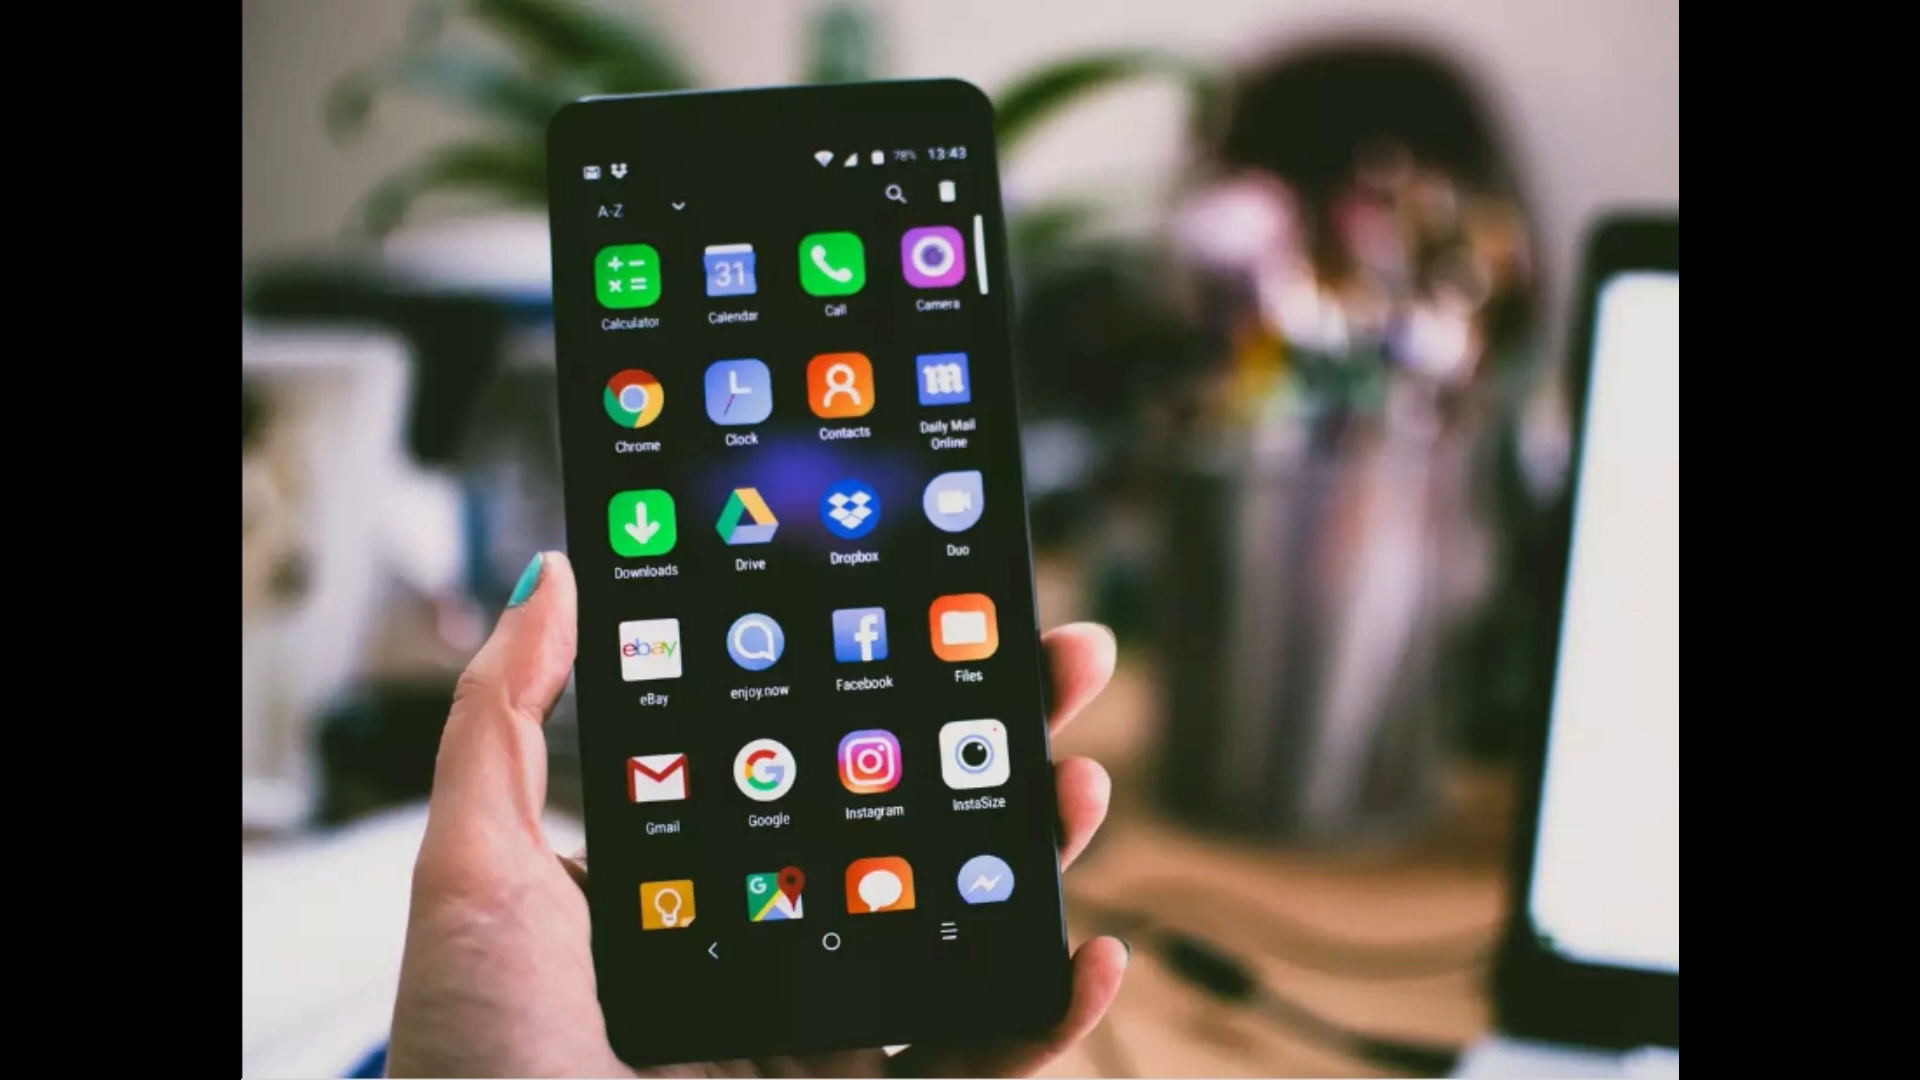 78% 13:43
A-Z
31
Calculator Calendar Call Camera
m
Chrome Clock Contacts Daily Mail
Online
Downloads Drive Dropbox Duo
ebay f
eBay enjoy.now Facebook Files
G
Gmail Google Instagram InstaSize
G